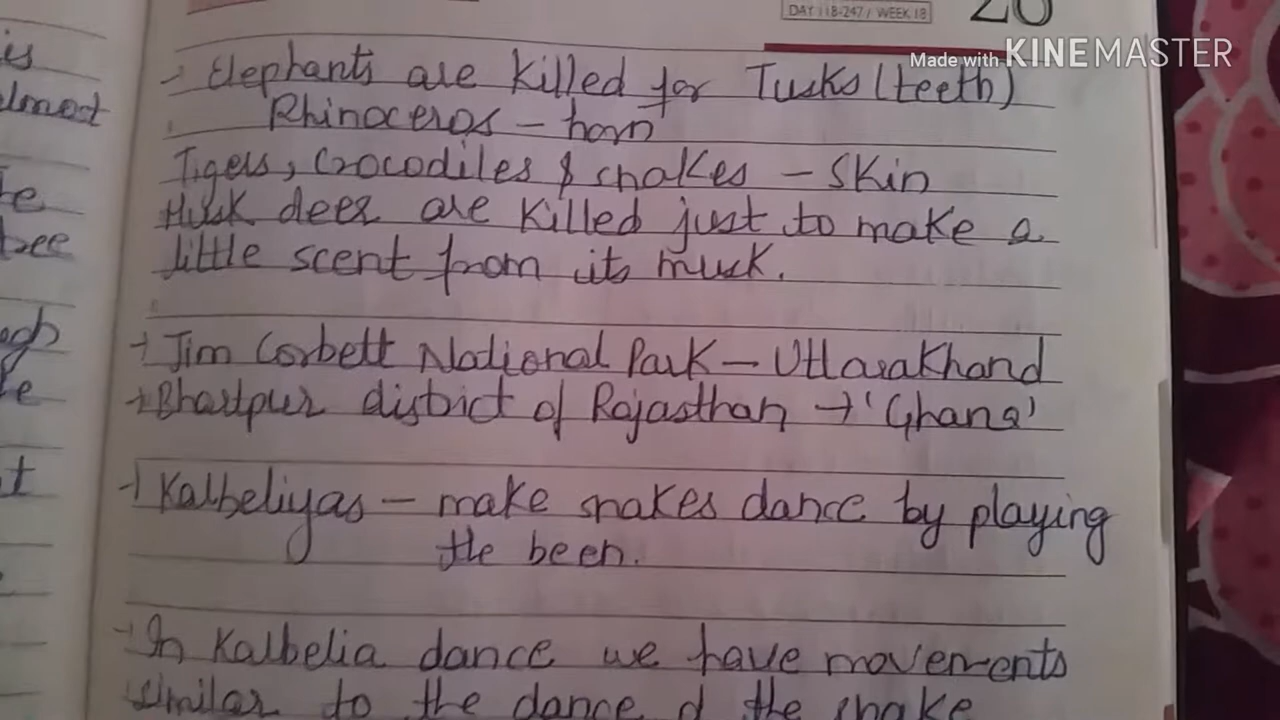 DAY 118-247 / WEEK 18
Made with KINEMASTER
→ Elephants are killed for Tusks (teeth)
Rhinoceros - horn
Tigers, Crocodiles & snakes - Skin
Musk deer are killed just to make a
little scent from its musk.
→ Jim Corbett National Park - Uttarakhand
→ Bhartpur district of Rajasthan → 'Ghana'
→ Kalbeliyas - make snakes dance by playing
the been.
→ In Kalbelia dance we have movements
similar to the dance of the snake
is
tree
t